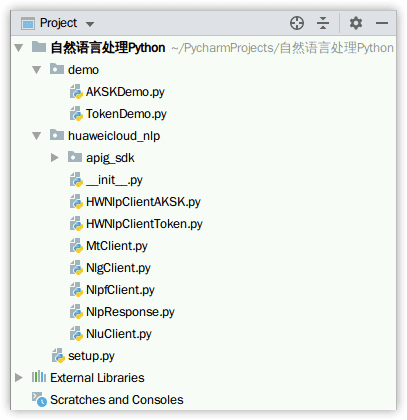 Project
自然语言处理Python ~/PycharmProjects/自然语言处理Python
demo
AKSKDemo.py
TokenDemo.py
huaweicloud_nlp
apig_sdk
__init__.py
HWNlpClientAKSK.py
HWNlpClientToken.py
MtClient.py
NlgClient.py
NlpfClient.py
NlpResponse.py
NluClient.py
setup.py
External Libraries
Scratches and Consoles